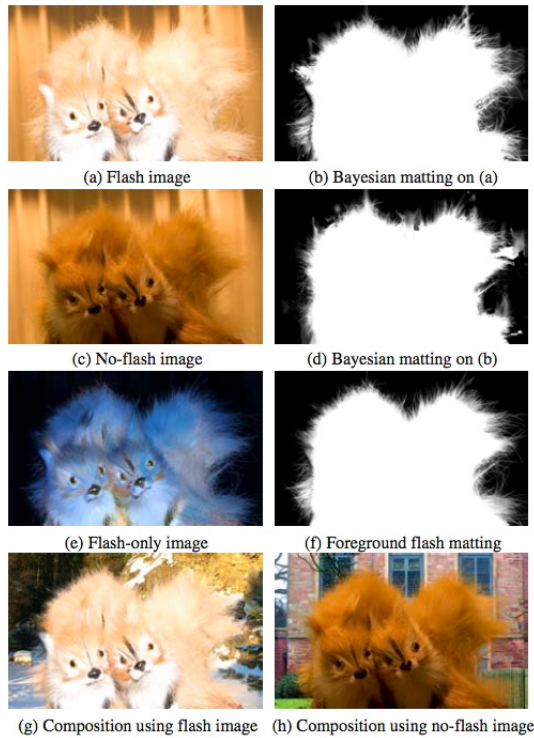 (a) Flash image
(b) Bayesian matting on (a)
(c) No-flash image
(d) Bayesian matting on (b)
(e) Flash-only image
(f) Foreground flash matting
(g) Composition using flash image
(h) Composition using no-flash image